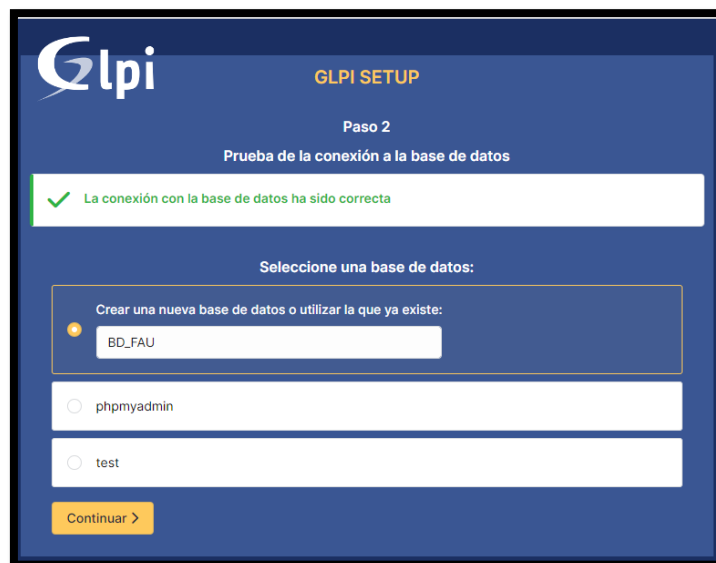 Glpi
GLPI SETUP
Paso 2
Prueba de la conexión a la base de datos
La conexión con la base de datos ha sido correcta
Seleccione una base de datos:
Crear una nueva base de datos o utilizar la que ya existe:
BD_FAU
phpmyadmin
test
Continuar >